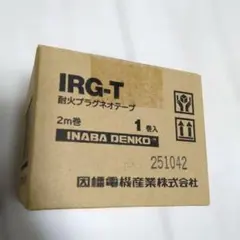 IRG-T
耐火プラグネオテープ
2m巻
1巻入
INABA DENKO
251042
因幡電機産業株式会社